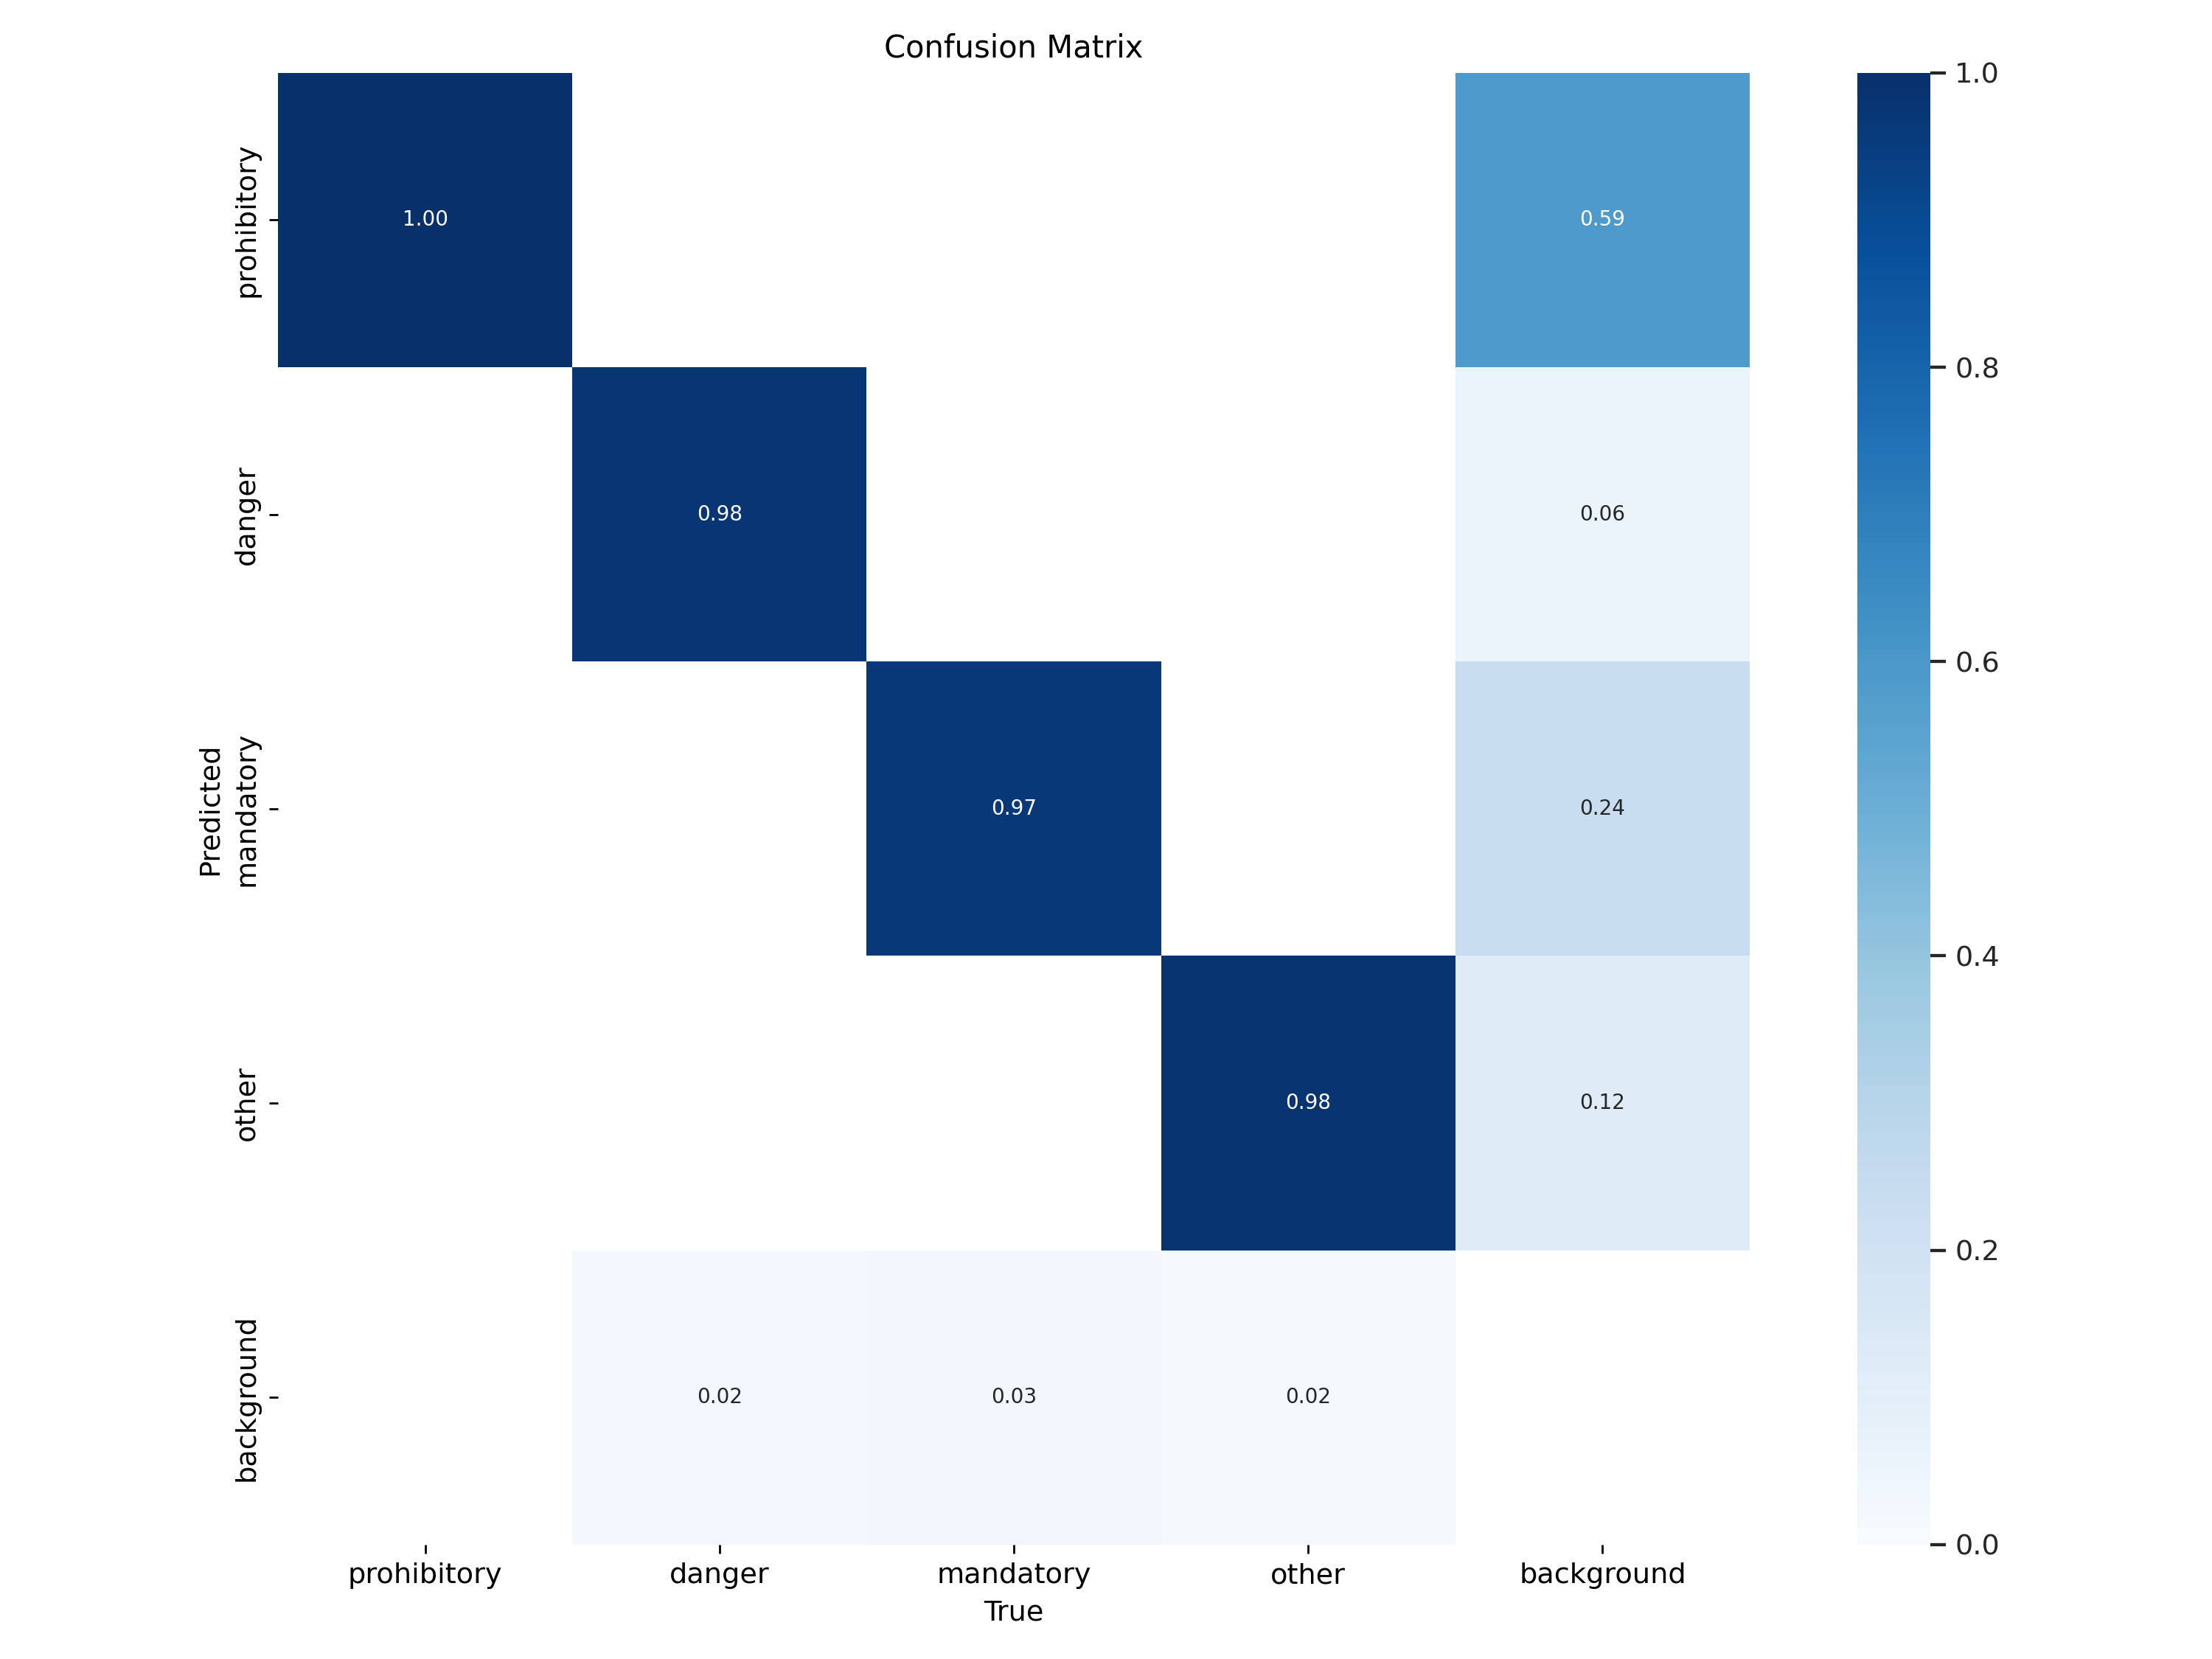 Confusion Matrix
prohibitory
1.00
0.59
danger
0.98
0.06
Predicted
mandatory
0.97
0.24
other
0.98
0.12
background
0.02
0.03
0.02
prohibitory danger mandatory other background
True
1.0
0.8
0.6
0.4
0.2
0.0